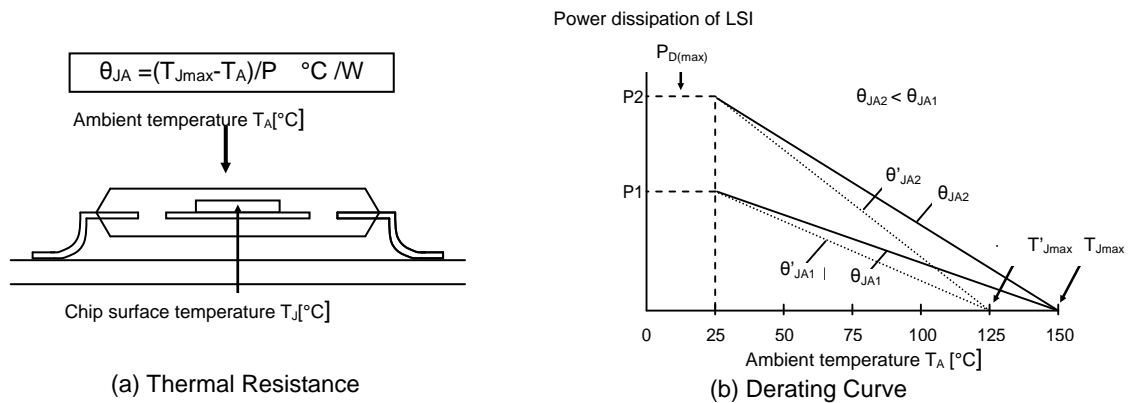 θJA =(TJmax-TA)/P °C /W
Ambient temperature TA[°C]
Chip surface temperature TJ[°C]
(a) Thermal Resistance
Power dissipation of LSI
PD(max)
P2
θJA2 < θJA1
θ'JA2
θJA2
P1
T'Jmax TJmax
θ'JA1
θJA1
0 25 50 75 100 125 150
Ambient temperature TA [°C]
(b) Derating Curve